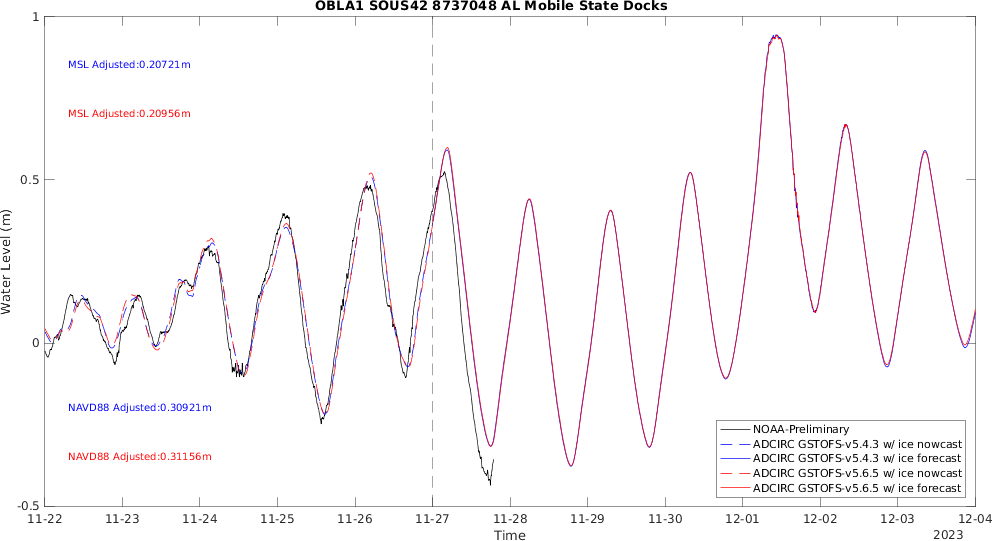 OBLA1 SOUS42 8737048 AL Mobile State Docks
1
0.5
0
-0.5
Water Level (m)
MSL Adjusted:0.20721m
MSL Adjusted:0.20956m
NAVD88 Adjusted:0.30921m
NAVD88 Adjusted:0.31156m
NOAA-Preliminary
ADCIRC GSTOFS-v5.4.3 w/ ice nowcast
ADCIRC GSTOFS-v5.4.3 w/ ice forecast
ADCIRC GSTOFS-v5.6.5 w/ ice nowcast
ADCIRC GSTOFS-v5.6.5 w/ ice forecast
11-22 11-23 11-24 11-25 11-26 11-27 11-28 11-29 11-30 12-01 12-02 12-03 12-04
Time
2023